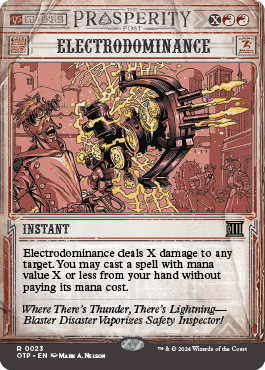 THE
PROSPERITY
POST
X
ELECTRODOMINANCE
INSTANT
Electrodominance deals X damage to any
target. You may cast a spell with mana
value X or less from your hand without
paying its mana cost.
Where There's Thunder, There's Lightning—
Blaster Disaster Vaporizes Safety Inspector!
R 0023
OTP • EN MARK A. NELSON
™ & © 2024 Wizards of the Coast